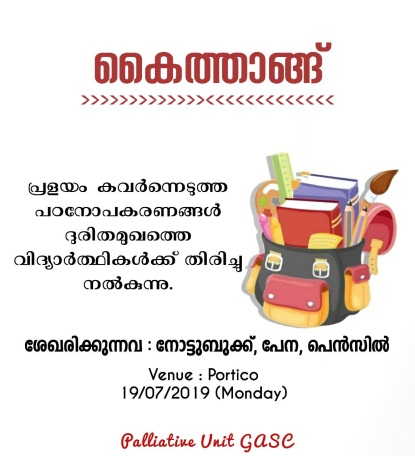 കൈത്താങ്ങ്
>>>>>>>>>>>>>><<<<<<<<<<<<<<
പ്രളയം കവർന്നെടുത്ത
പഠനോപകരണങ്ങൾ
ദുരിതമുഖത്തെ
വിദ്യാർത്ഥികൾക്ക് തിരിച്ചു
നൽകുന്നു.
ശേഖരിക്കുന്നവ : നോട്ടുബുക്ക്, പേന, പെൻസിൽ
Venue : Portico
19/07/2019 (Monday)
Palliative Unit GASC